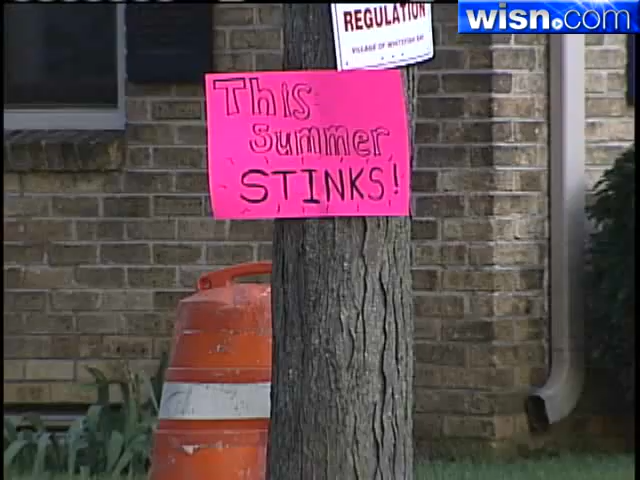 wisn.com
REGULATION
VILLAGE OF WHITEFISH BAY
This
Summer
STINKS!